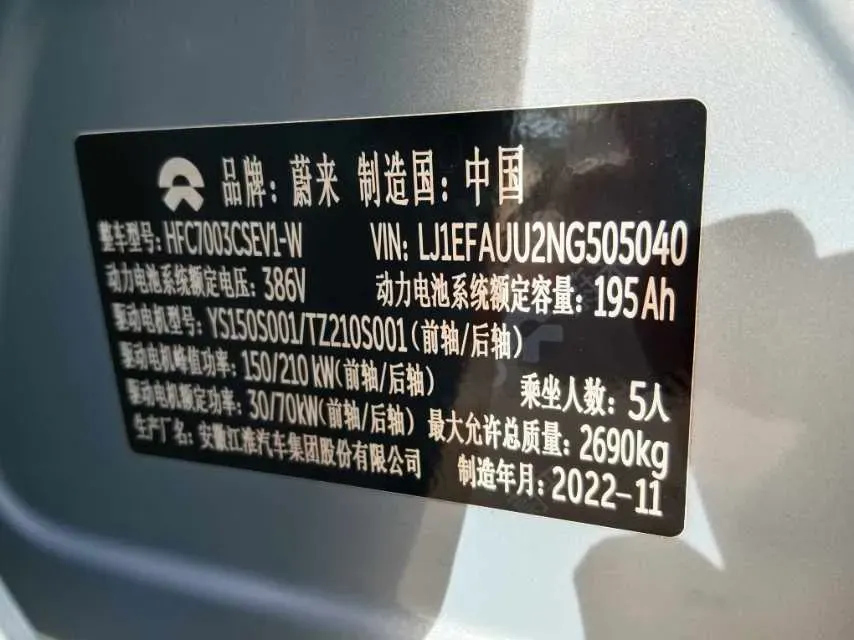 品牌：蔚来 制造国：中国
整车型号：HFC7003CSEV1-W VIN：LJ1EFAUU2NG505040
动力电池系统额定电压：386V 动力电池系统额定容量：195Ah
驱动电机型号：YS150S001/TZ210S001（前轴/后轴）
驱动电机峰值功率：150/210kW（前轴/后轴） 乘坐人数：5人
驱动电机额定功率：30/70kW（前轴/后轴） 最大允许总质量：2690kg
生产厂名：安徽江淮汽车集团股份有限公司 制造年月：2022-11